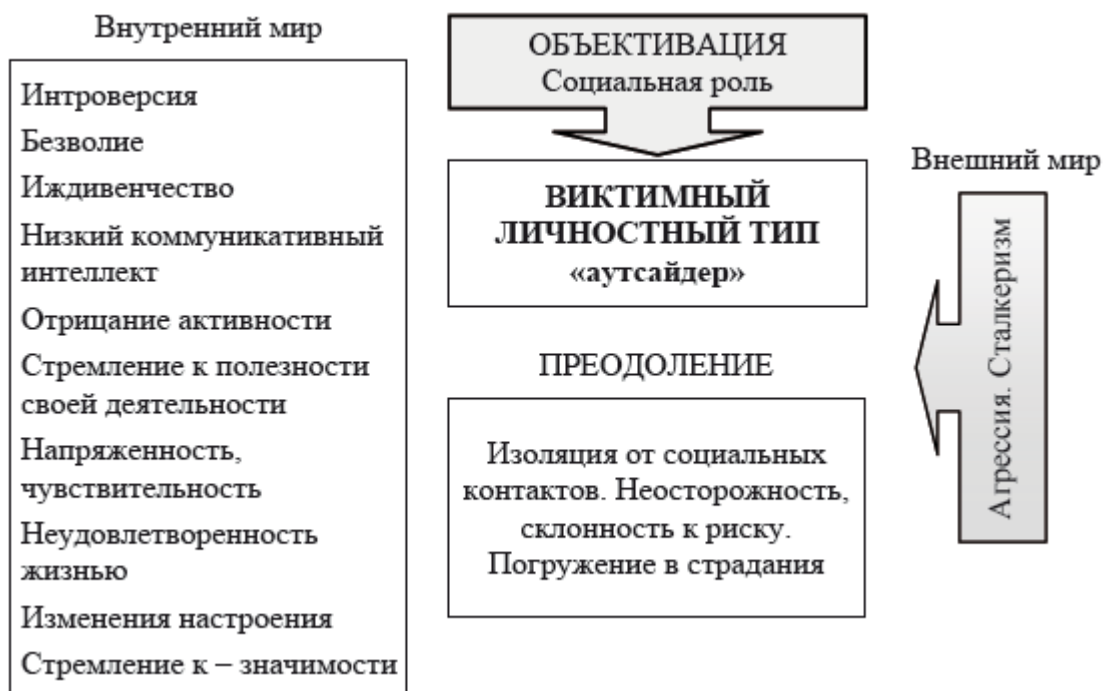 Внутренний мир
Интроверсия
Безволие
Иждивенчество
Низкий коммуникативный
интеллект
Отрицание активности
Стремление к полезности
своей деятельности
Напряженность,
чувствительность
Неудовлетворенность
жизнью
Изменения настроения
Стремление к – значимости
ОБЪЕКТИВАЦИЯ
Социальная роль
ВИКТИМНЫЙ
ЛИЧНОСТНЫЙ ТИП
«аутсайдер»
ПРЕОДОЛЕНИЕ
Изоляция от социальных
контактов. Неосторожность,
склонность к риску.
Погружение в страдания
Внешний мир
Агрессия. Сталкеризм